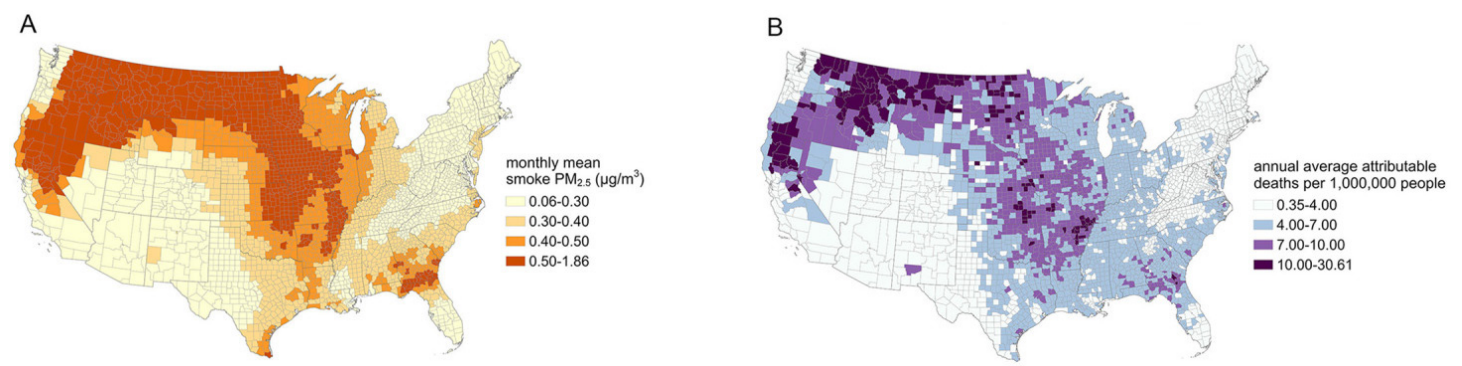 A
B
monthly mean
smoke PM2.5 (µg/m3)
0.06-0.30
0.30-0.40
0.40-0.50
0.50-1.86
annual average attributable
deaths per 1,000,000 people
0.35-4.00
4.00-7.00
7.00-10.00
10.00-30.61